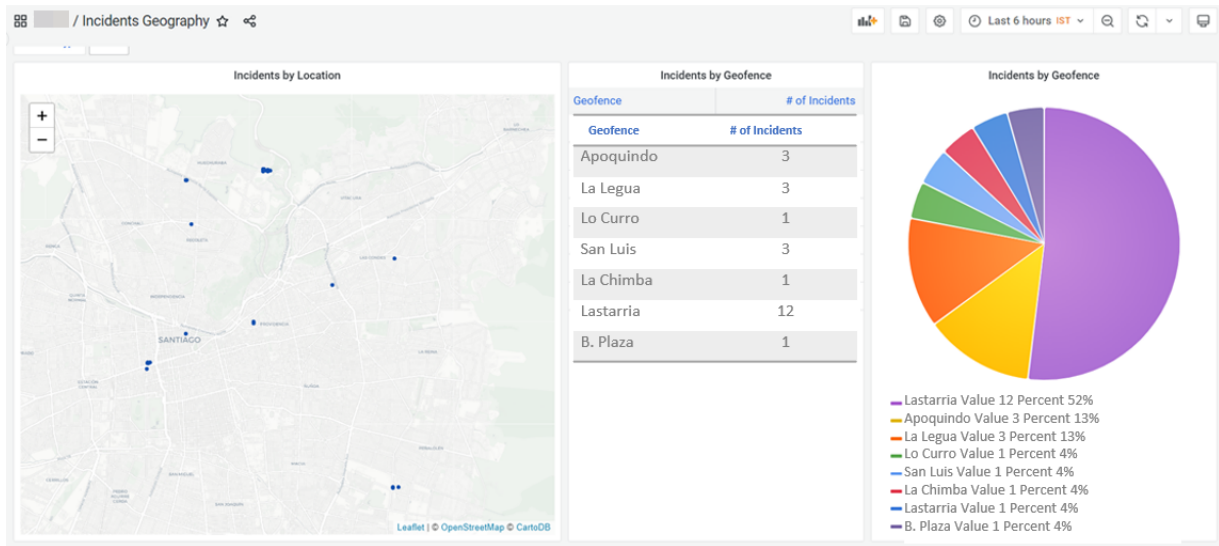 / Incidents Geography
Last 6 hours IST
Incidents by Location
+
−
SANTIAGO
PROVIDENCIA
INDEPENDENCIA
Leaflet | © OpenStreetMap © CartoDB
Incidents by Geofence
Geofence # of Incidents
Geofence # of Incidents
Apoquindo 3
La Legua 3
Lo Curro 1
San Luis 3
La Chimba 1
Lastarria 12
B. Plaza 1
Incidents by Geofence
Lastarria Value 12 Percent 52%
Apoquindo Value 3 Percent 13%
La Legua Value 3 Percent 13%
Lo Curro Value 1 Percent 4%
San Luis Value 1 Percent 4%
La Chimba Value 1 Percent 4%
Lastarria Value 1 Percent 4%
B. Plaza Value 1 Percent 4%